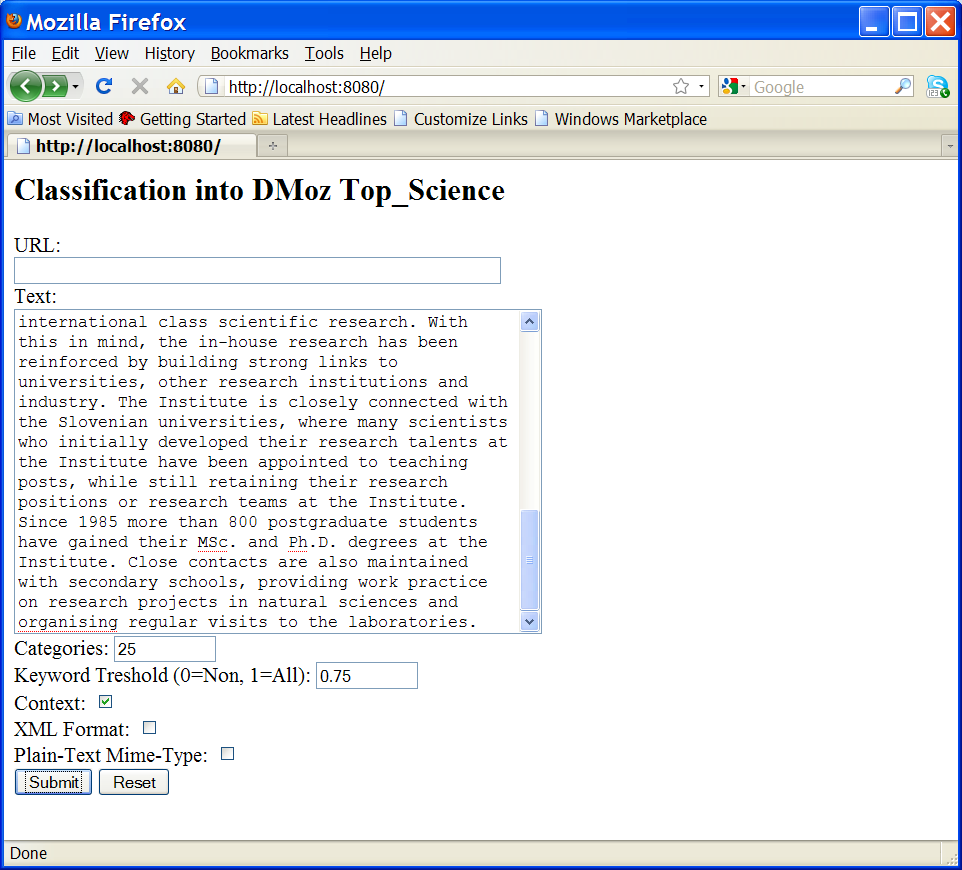 Mozilla Firefox
File Edit View History Bookmarks Tools Help
http://localhost:8080/ Google
Most Visited Getting Started Latest Headlines Customize Links Windows Marketplace
http://localhost:8080/
Classification into DMoz Top_Science
URL:
Text:
international class scientific research. With
this in mind, the in-house research has been
reinforced by building strong links to
universities, other research institutions and
industry. The Institute is closely connected with
the Slovenian universities, where many scientists
who initially developed their research talents at
the Institute have been appointed to teaching
posts, while still retaining their research
positions or research teams at the Institute.
Since 1985 more than 800 postgraduate students
have gained their MSc. and Ph.D. degrees at the
Institute. Close contacts are also maintained
with secondary schools, providing work practice
on research projects in natural sciences and
organising regular visits to the laboratories.
Categories: 25
Keyword Treshold (0=Non, 1=All): 0.75
Context:
XML Format:
Plain-Text Mime-Type:
Submit Reset
Done